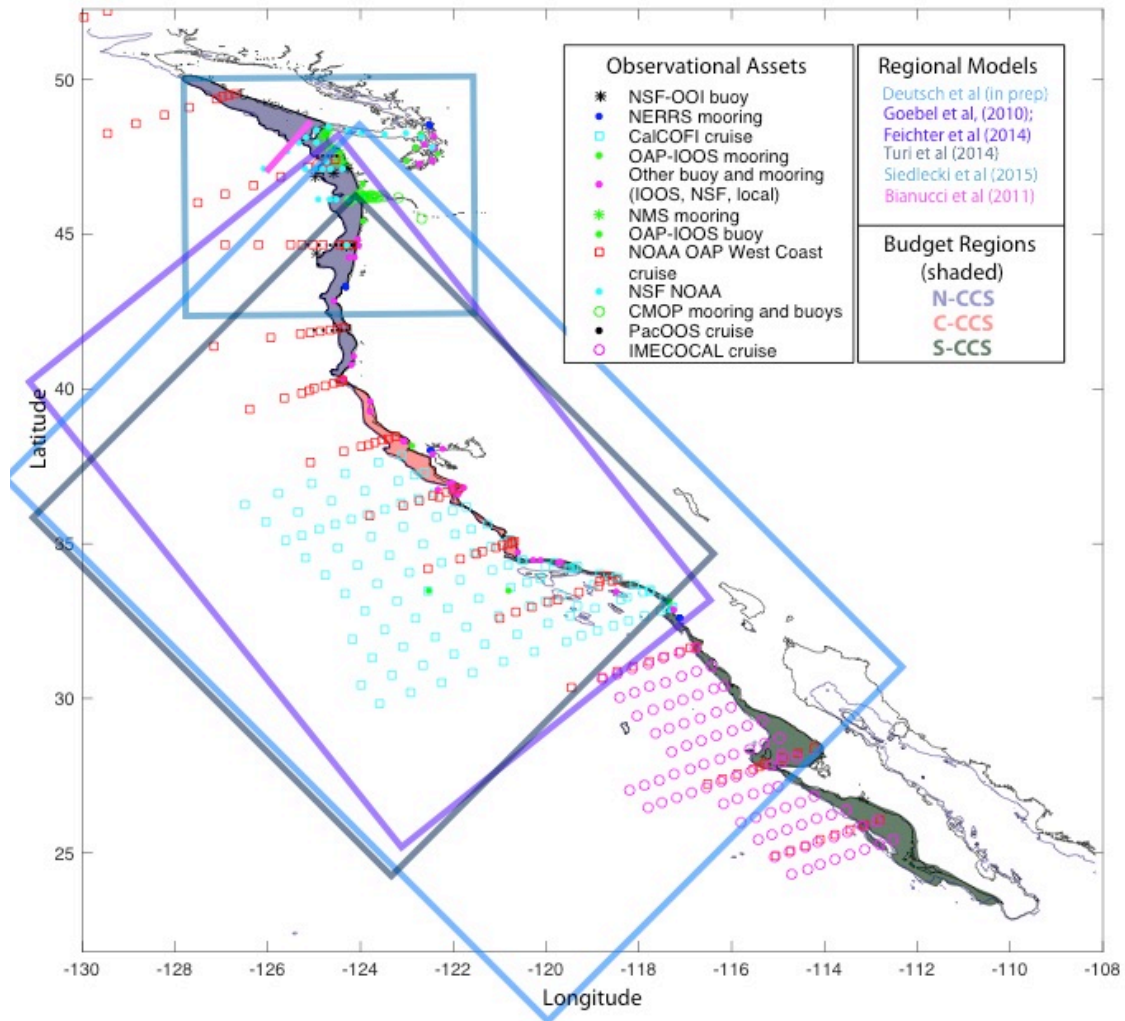 50
45
40
35
30
25
Latitude
-130
-128
-126
-124
-122
-120
-118
-116
-114
-112
-110
-108
Longitude
Observational Assets
NSF-OOI buoy
NERRS mooring
CalCOFI cruise
OAP-IOOS mooring
Other buoy and mooring
(IOOS, NSF, local)
NMS mooring
OAP-IOOS buoy
NOAA OAP West Coast
cruise
NSF NOAA
CMOP mooring and buoys
PacOOS cruise
IMECOCAL cruise
Regional Models
Deutsch et al (in prep)
Goebel et al, (2010);
Feichter et al (2014)
Turi et al (2014)
Siedlecki et al (2015)
Bianucci et al (2011)
Budget Regions
(shaded)
N-CCS
C-CCS
S-CCS